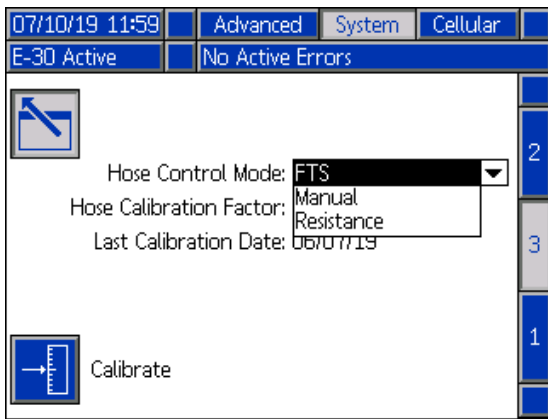 07/10/19 11:59 Advanced System Cellular
E-30 Active No Active Errors
2
Hose Control Mode: FTS
Manual
Hose Calibration Factor:
Resistance
Last Calibration Date: 06/07/19
3
1
Calibrate